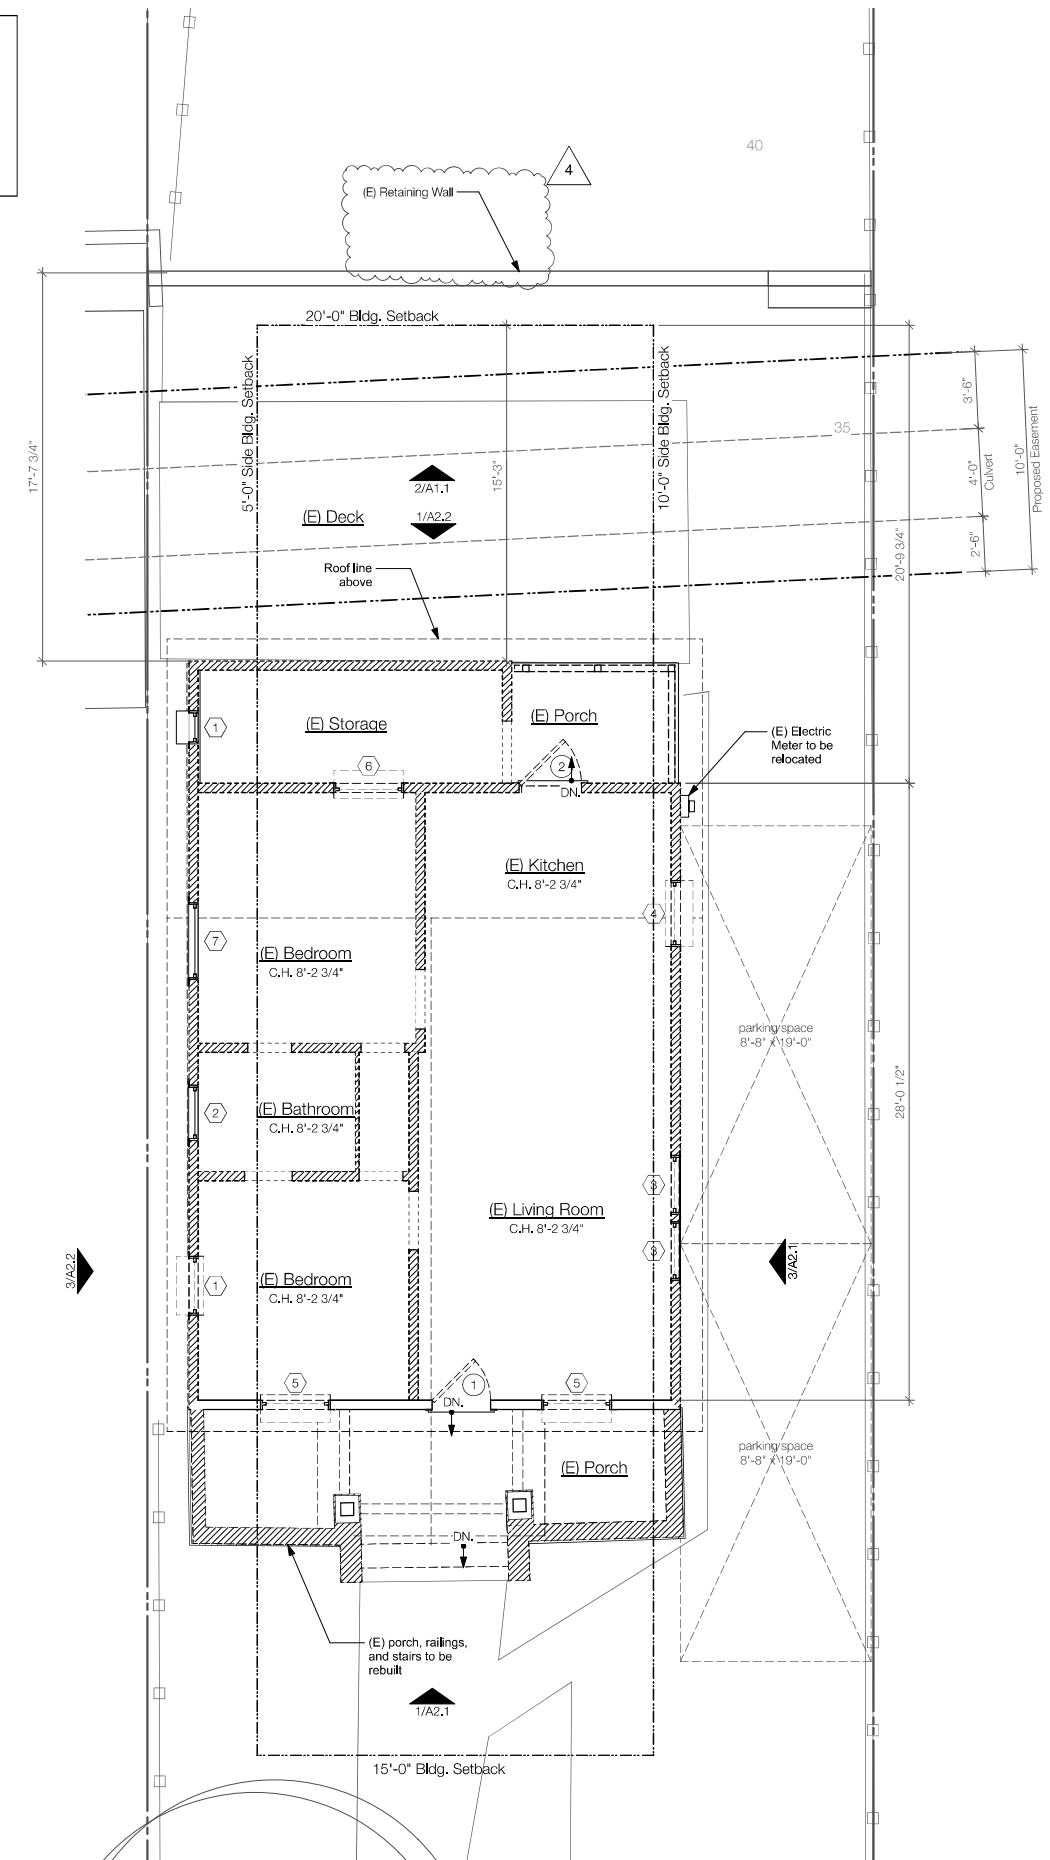 40
4
(E) Retaining Wall
20'-0" Bldg. Setback
5'-0" Side Bldg. Setback
10'-0" Side Bldg. Setback
17'-7 3/4"
15'-3"
35
3'-6"
4'-0"
Culvert
2'-6"
10'-0"
Proposed Easement
20'-9 3/4"
2/A1.1
1/A2.2
(E) Deck
Roof line
above
(E) Storage
(E) Porch
1
6
2
DN.
(E) Electric
Meter to be
relocated
(E) Kitchen
C.H. 8'-2 3/4"
4
7
(E) Bedroom
C.H. 8'-2 3/4"
parking space
8'-8" x 19'-0"
28'-0 1/2"
2
(E) Bathroom
C.H. 8'-2 3/4"
3
(E) Living Room
C.H. 8'-2 3/4"
3
3/A2.2
3/A2.1
1
(E) Bedroom
C.H. 8'-2 3/4"
5
1
5
DN.
parking space
8'-8" x 19'-0"
(E) Porch
DN.
(E) porch, railings,
and stairs to be
rebuilt
1/A2.1
15'-0" Bldg. Setback